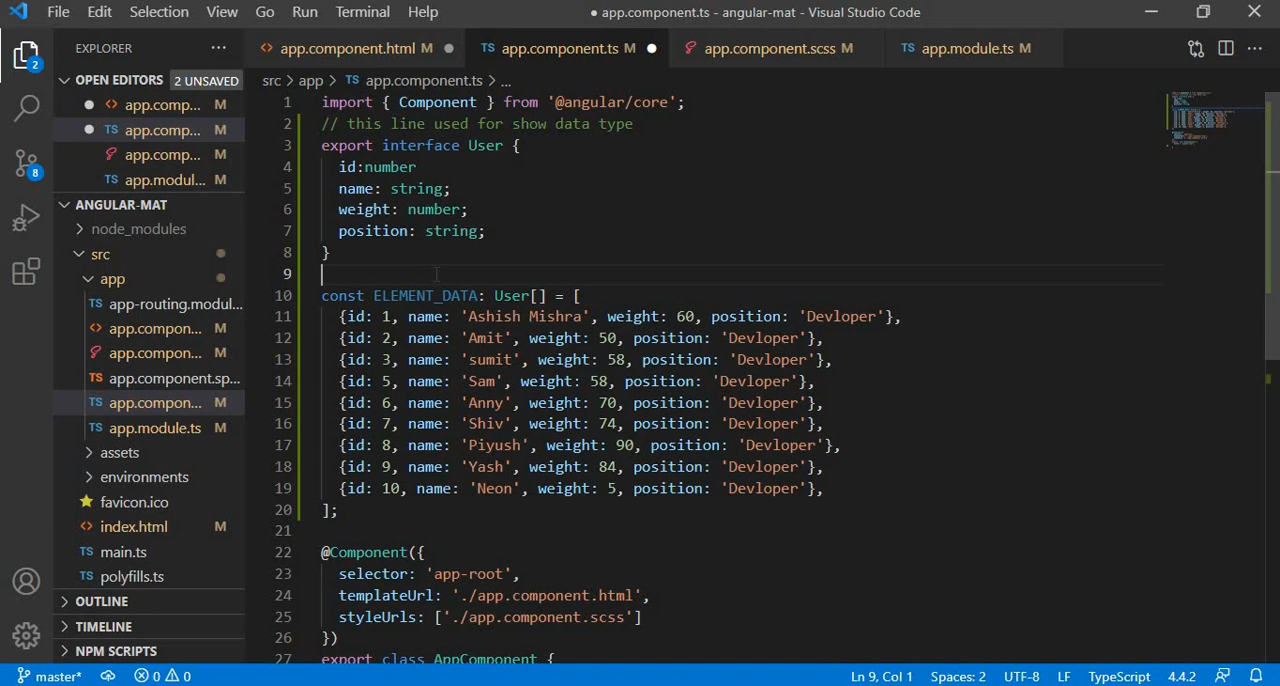 File Edit Selection View Go Run Terminal Help ● app.component.ts - angular-mat - Visual Studio Code
EXPLORER
app.component.html M
app.component.ts M
app.component.scss M
app.module.ts M
OPEN EDITORS 2 UNSAVED
app.comp... M
app.comp... M
app.comp... M
app.modul... M
ANGULAR-MAT
node_modules
src
app
app-routing.modul...
app.compon... M
app.compon... M
app.component.sp...
app.compon... M
app.module.ts M
assets
environments
favicon.ico
index.html M
main.ts
polyfills.ts
OUTLINE
TIMELINE
NPM SCRIPTS
2
8
src > app > TS app.component.ts > ...
1 import { Component } from '@angular/core';
2 // this line used for show data type
3 export interface User {
4 id:number
5 name: string;
6 weight: number;
7 position: string;
8 }
9
10 const ELEMENT_DATA: User[] = [
11 {id: 1, name: 'Ashish Mishra', weight: 60, position: 'Devloper'},
12 {id: 2, name: 'Amit', weight: 50, position: 'Devloper'},
13 {id: 3, name: 'sumit', weight: 58, position: 'Devloper'},
14 {id: 5, name: 'Sam', weight: 58, position: 'Devloper'},
15 {id: 6, name: 'Anny', weight: 70, position: 'Devloper'},
16 {id: 7, name: 'Shiv', weight: 74, position: 'Devloper'},
17 {id: 8, name: 'Piyush', weight: 90, position: 'Devloper'},
18 {id: 9, name: 'Yash', weight: 84, position: 'Devloper'},
19 {id: 10, name: 'Neon', weight: 5, position: 'Devloper'},
20 ];
21
22 @Component({
23 selector: 'app-root',
24 templateUrl: './app.component.html',
25 styleUrls: ['./app.component.scss']
26 })
27 export class AppComponent {
master* 0 0 Ln 9, Col 1 Spaces: 2 UTF-8 LF TypeScript 4.4.2